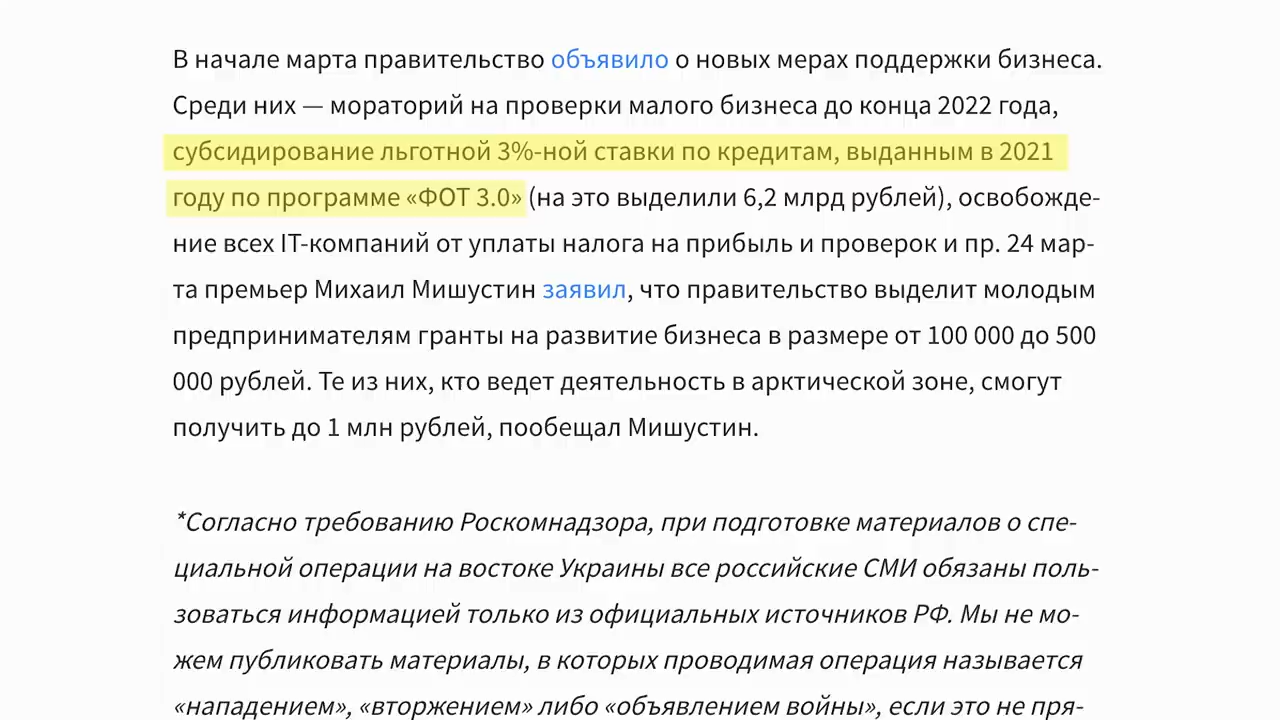 В начале марта правительство объявило о новых мерах поддержки бизнеса.
Среди них — мораторий на проверки малого бизнеса до конца 2022 года,
субсидирование льготной 3%-ной ставки по кредитам, выданным в 2021
году по программе «ФОТ 3.0» (на это выделили 6,2 млрд рублей), освобожде-
ние всех IT-компаний от уплаты налога на прибыль и проверок и пр. 24 мар-
та премьер Михаил Мишустин заявил, что правительство выделит молодым
предпринимателям гранты на развитие бизнеса в размере от 100 000 до 500
000 рублей. Те из них, кто ведет деятельность в арктической зоне, смогут
получить до 1 млн рублей, пообещал Мишустин.
*Согласно требованию Роскомнадзора, при подготовке материалов о спе-
циальной операции на востоке Украины все российские СМИ обязаны поль-
зоваться информацией только из официальных источников РФ. Мы не мо-
жем публиковать материалы, в которых проводимая операция называется
«нападением», «вторжением» либо «объявлением войны», если это не пря-